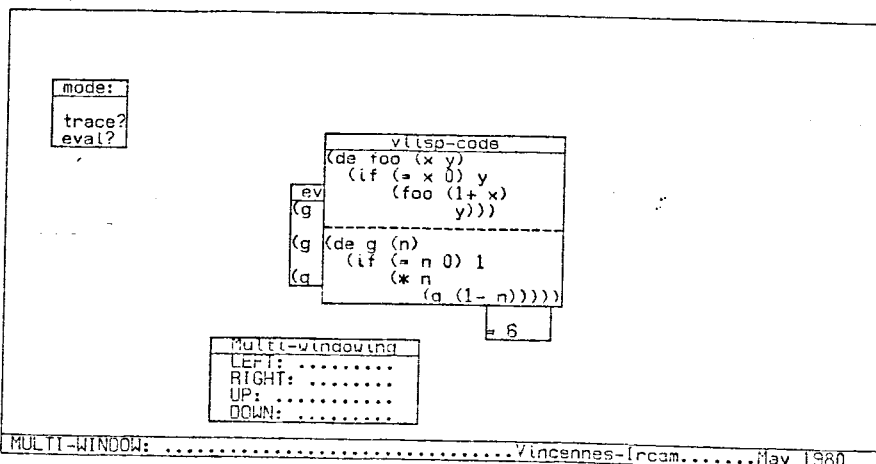 mode:
trace?
eval?
vlisp-code
(de foo (x y)
(if (= x 0) y
(foo (1+ x)
y)))
ev
(g
(g
(g
(de g (n)
(if (= n 0) 1
(* n
(g (1- n)))))
= 6
Multi-windowing
LEFT: .........
RIGHT: ........
UP: ...........
DOWN: .........
MULTI-WINDOW: .................................Vincennes-Ircam.......May 1980